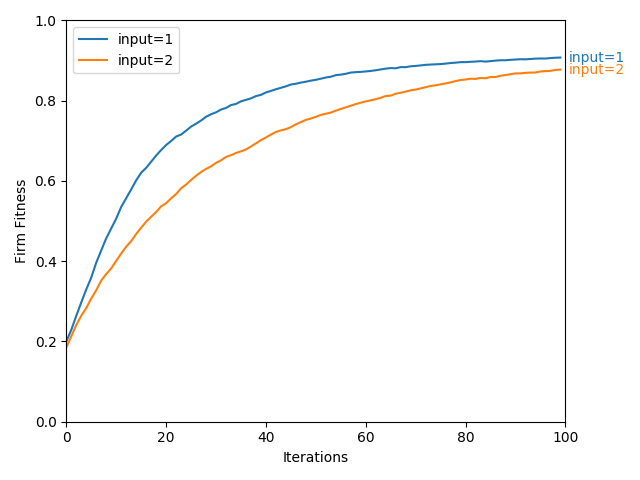 1.0
0.8
0.6
0.4
0.2
0.0
Firm Fitness
input=1
input=2
input=1
input=2
0 20 40 60 80 100
Iterations